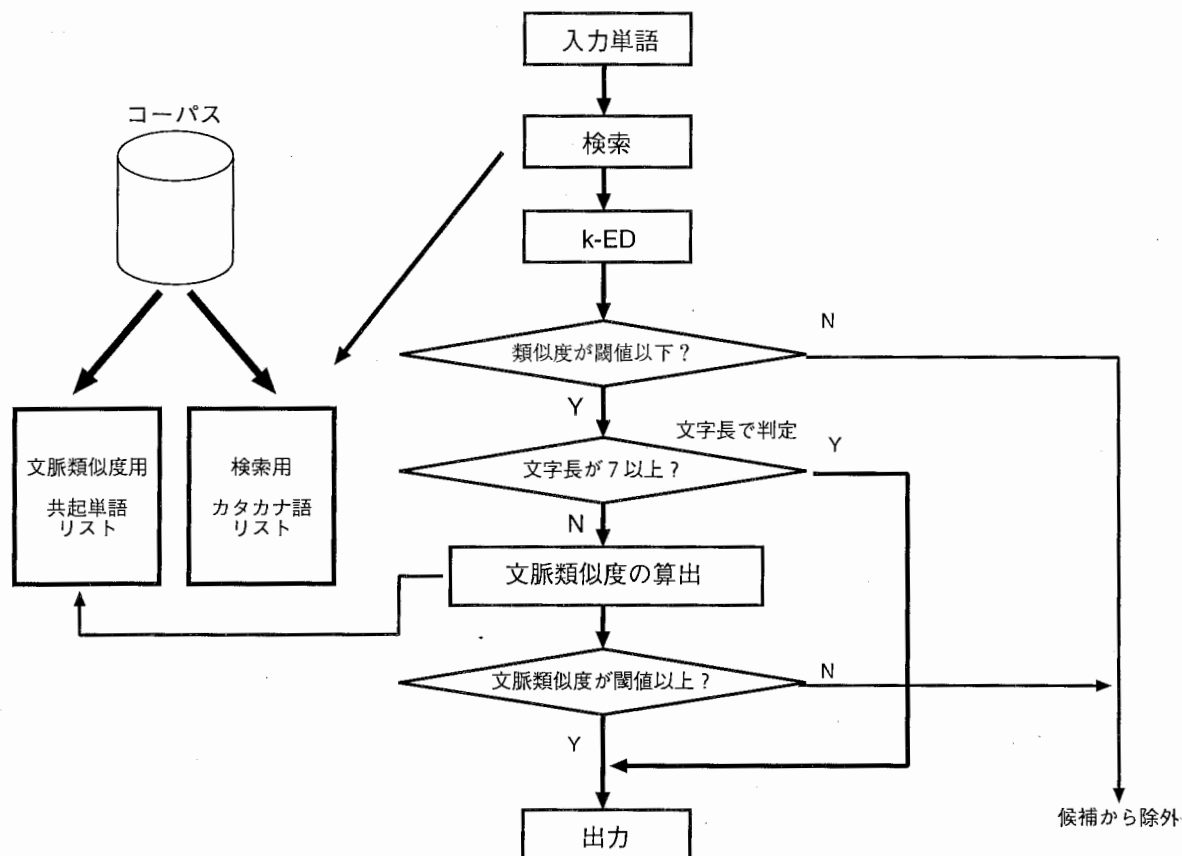 入力単語
コーパス
検索
k-ED
類似度が閾値以下?
N
Y
文字長で判定
文字長が7以上?
Y
N
文脈類似度用
共起単語
リスト
検索用
カタカナ語
リスト
文脈類似度の算出
文脈類似度が閾値以上?
N
Y
候補から除外
出力